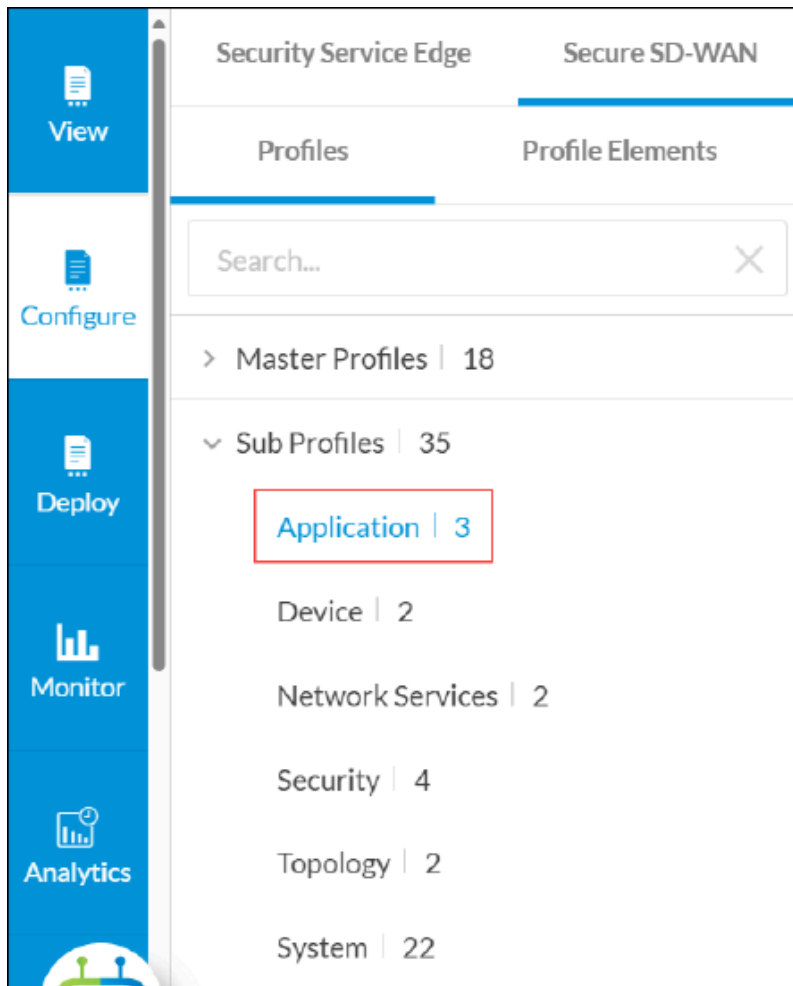 View
Configure
Deploy
Monitor
Analytics
Security Service Edge
Secure SD-WAN
Profiles
Profile Elements
Search...
Master Profiles | 18
Sub Profiles | 35
Application | 3
Device | 2
Network Services | 2
Security | 4
Topology | 2
System | 22